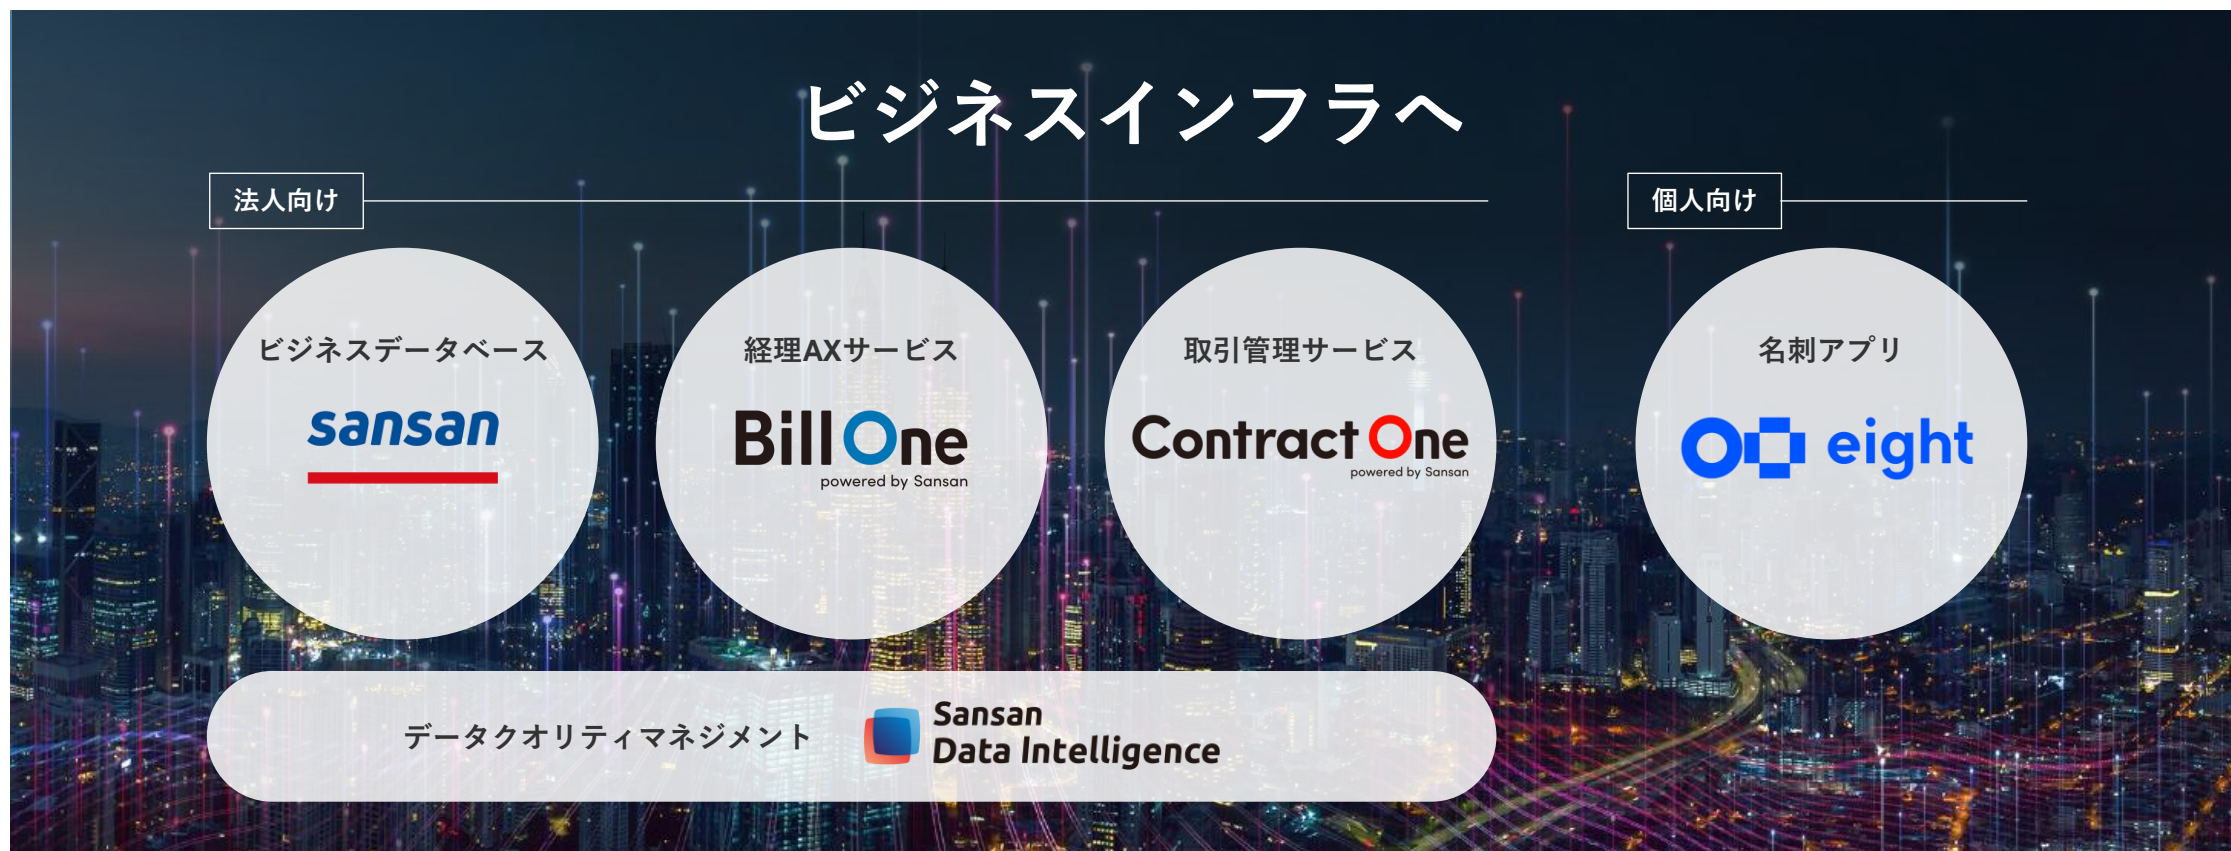 ビジネスインフラへ
法人向け
個人向け
ビジネスデータベース
sansan
経理AXサービス
Bill One
powered by Sansan
取引管理サービス
Contract One
powered by Sansan
名刺アプリ
eight
データクオリティマネジメント
Sansan
Data Intelligence